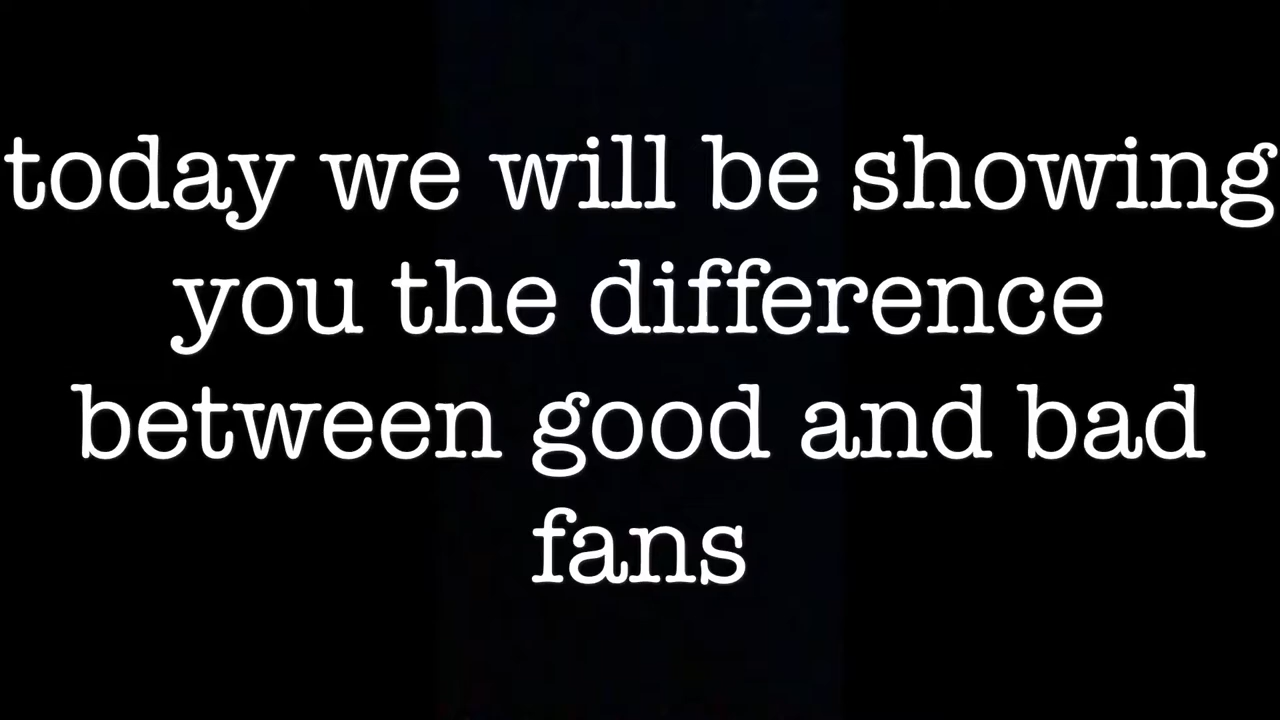 today we will be showing
you the difference
between good and bad
fans